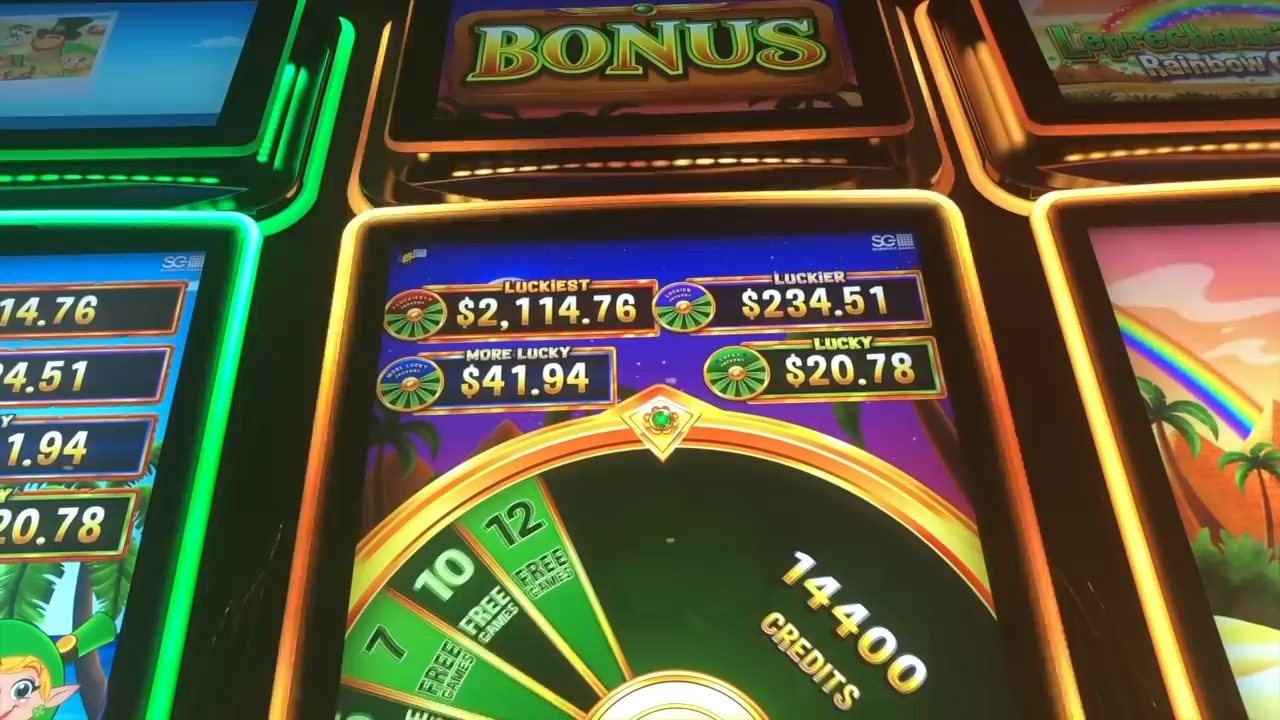 BONUS
Leprechaun's
Rainbow
SG
SCIENTIFIC GAMES
SG
14.76
4.51
Y
1.94
20.78
LUCKIEST
$2,114.76
LUCKIER
$234.51
MORE LUCKY
$41.94
LUCKY
$20.78
12
FREE
GAMES
10
FREE
GAMES
7
FREE
GAMES
14400
CREDITS